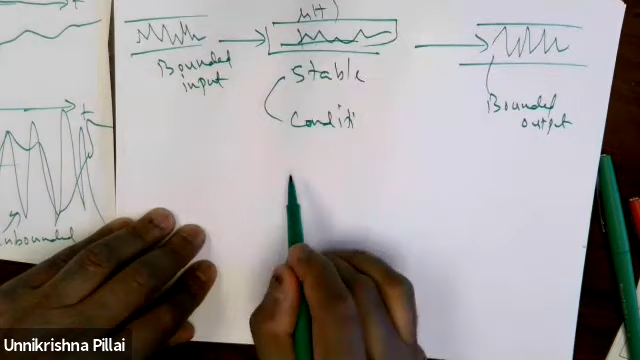 h(t)
Bounded
input
Stable
Conditi
Bounded
output
t
t
unbounded
Unnikrishna Pillai